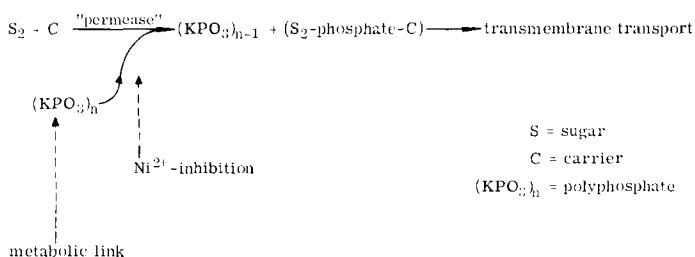 "permease"
S₂ - C (KPO₃)ₙ₋₁ + (S₂-phosphate-C) transmembrane transport
(KPO₃)ₙ
S = sugar
C = carrier
Ni²⁺-inhibition
(KPO₃)ₙ = polyphosphate
metabolic link